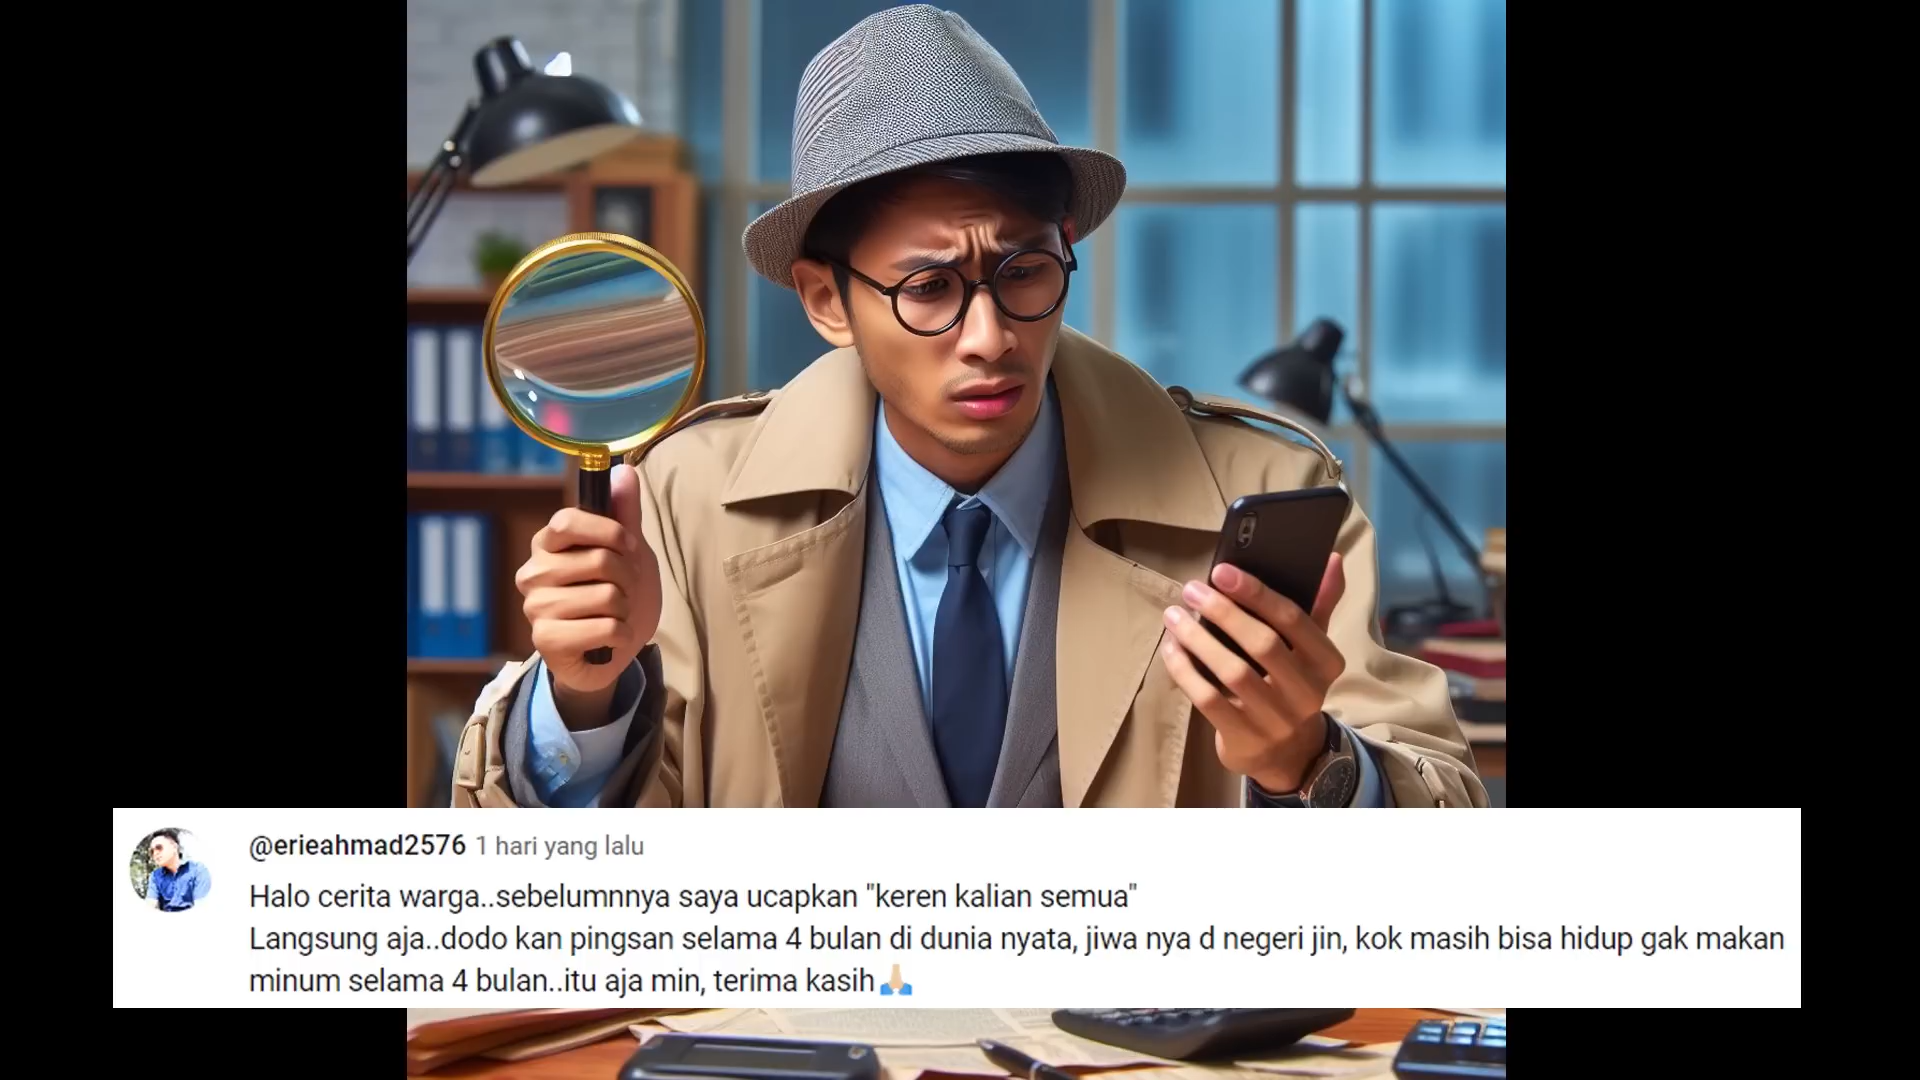 @erieahmad2576 1 hari yang lalu
Halo cerita warga..sebelumnnya saya ucapkan "keren kalian semua"
Langsung aja..dodo kan pingsan selama 4 bulan di dunia nyata, jiwa nya d negeri jin, kok masih bisa hidup gak makan
minum selama 4 bulan..itu aja min, terima kasih🙏🏼